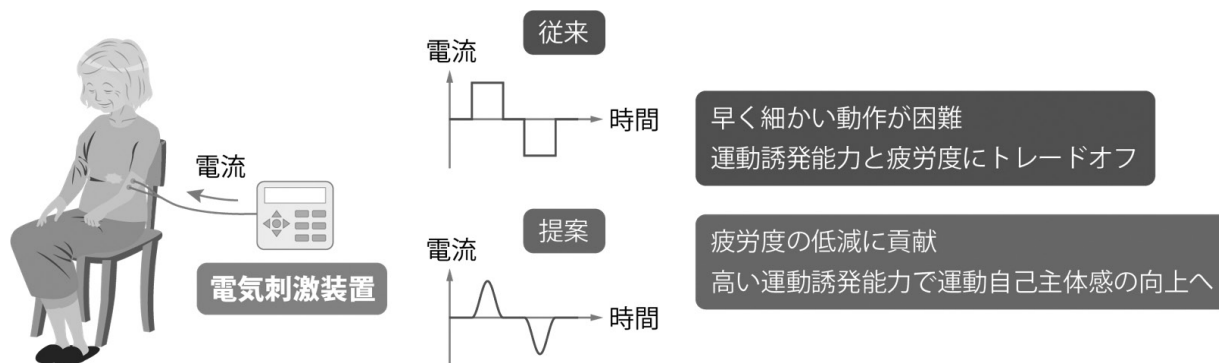 従来
電流
時間
早く細かい動作が困難
運動誘発能力と疲労度にトレードオフ
電流
電気刺激装置
提案
電流
時間
疲労度の低減に貢献
高い運動誘発能力で運動自己主体感の向上へ